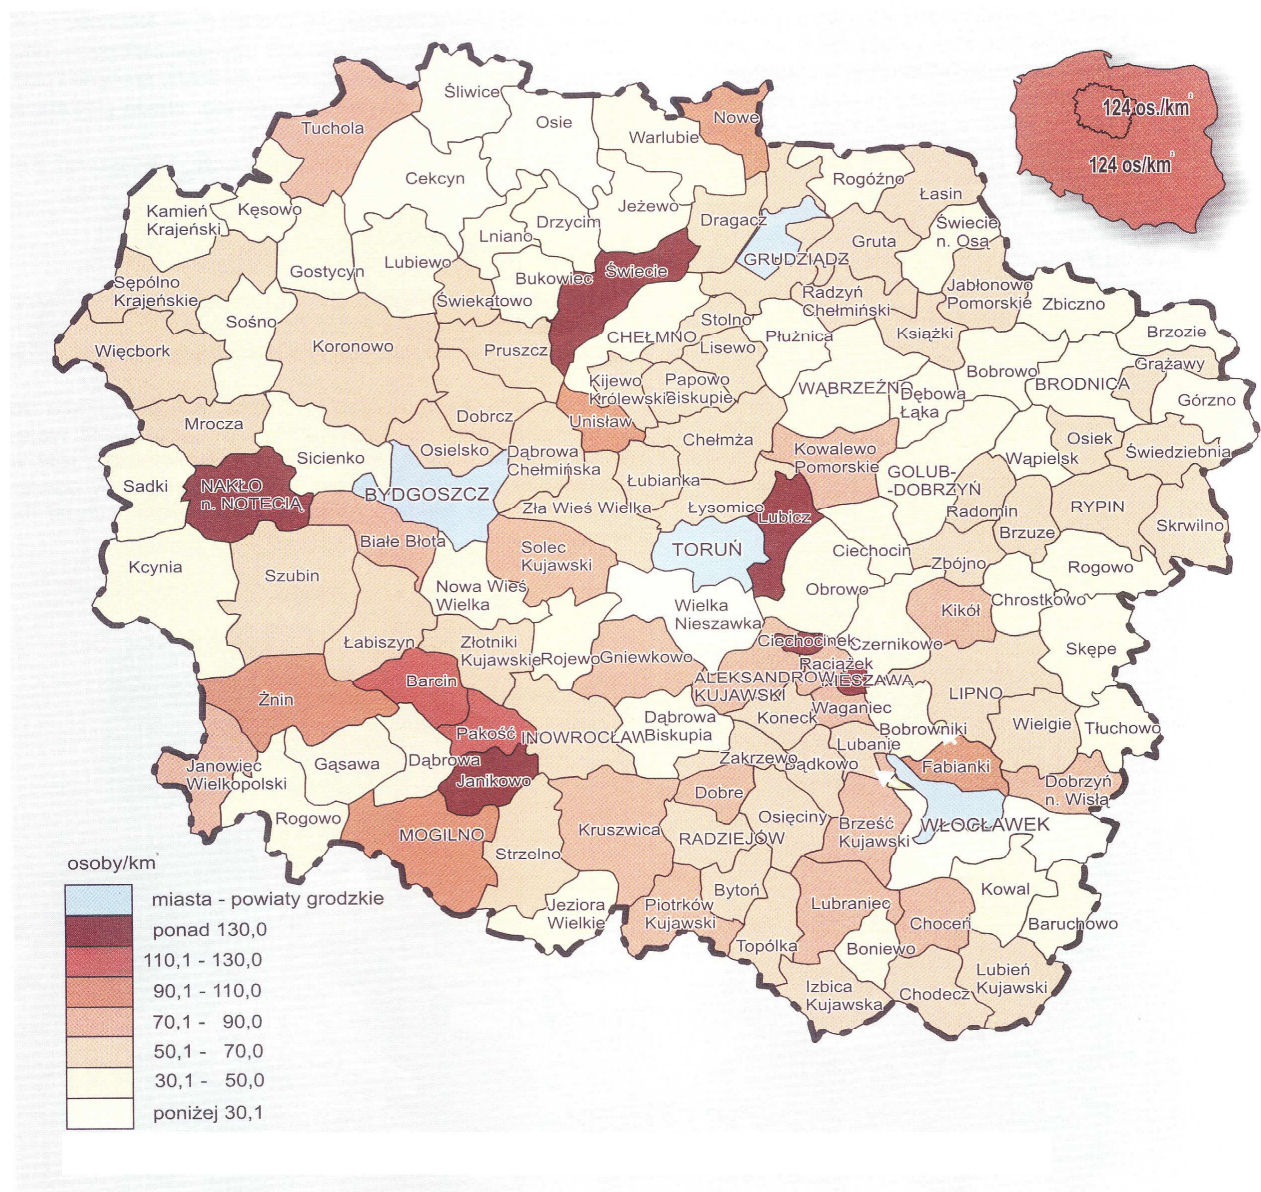 Śliwice
Osie
Nowe
Tuchola
Warlubie
124 os./km²
124 os/km²
Cekcyn
Rogóźno
Łasin
Kamień
Krajeński
Kęsowo
Jeżewo
Drzycim
Dragacz
Świecie
n. Osą
Lniano
Gruta
GRUDZIĄDZ
Gostycyn
Lubiewo
Bukowiec
Świecie
Sępólno
Krajeńskie
Świekatowo
Radzyń
Chełmiński
Jabłonowo
Pomorskie
Zbiczno
Sośno
Stolno
Brzozie
Koronowo
CHEŁMNO
Płużnica
Książki
Więcbork
Pruszcz
Lisewo
Grążawy
Bobrowo
Kijewo
Królewskie
Papowo
Biskupie
WĄBRZEŹNO
Dębowa
Łąka
BRODNICA
Górzno
Mrocza
Dobrcz
Unisław
Chełmża
Osiek
Świedziebnia
Sicienko
Osielsko
Dąbrowa
Chełmińska
Kowalewo
Pomorskie
Wąpielsk
Sadki
NAKŁO
n. NOTECIĄ
BYDGOSZCZ
Łubianka
GOLUB-
-DOBRZYŃ
Zła Wieś Wielka
Łysomice
Lubicz
Radomin
RYPIN
Skrwilno
Białe Błota
Solec
Kujawski
TORUŃ
Ciechocin
Brzuze
Kcynia
Szubin
Zbójno
Rogowo
Nowa Wieś
Wielka
Obrowo
Wielka
Nieszawka
Kikół
Chrostkowo
Łabiszyn
Złotniki
Kujawskie
Rojewo
Gniewkowo
Ciechocinek
Czernikowo
Skępe
Raciążek
ALEKSANDRÓW
KUJAWSKI
NIESZAWA
Żnin
Barcin
LIPNO
Waganiec
Pakość
INOWROCŁAW
Dąbrowa
Biskupia
Koneck
Bobrowniki
Wielgie
Tłuchowo
Lubanie
Janowiec
Wielkopolski
Gąsawa
Dąbrowa
Janikowo
Zakrzewo
Bądkowo
Fabianki
Dobrzyń
n. Wisłą
Dobre
Rogowo
MOGILNO
Kruszwica
Osięciny
Brześć
Kujawski
WŁOCŁAWEK
RADZIEJÓW
Strzelno
Bytoń
Kowal
Jeziora
Wielkie
Piotrków
Kujawski
Lubraniec
Choceń
Baruchowo
Topólka
Boniewo
Izbica
Kujawska
Chodecz
Lubień
Kujawski
osoby/km²
miasta - powiaty grodzkie
ponad 130,0
110,1 - 130,0
90,1 - 110,0
70,1 - 90,0
50,1 - 70,0
30,1 - 50,0
poniżej 30,1